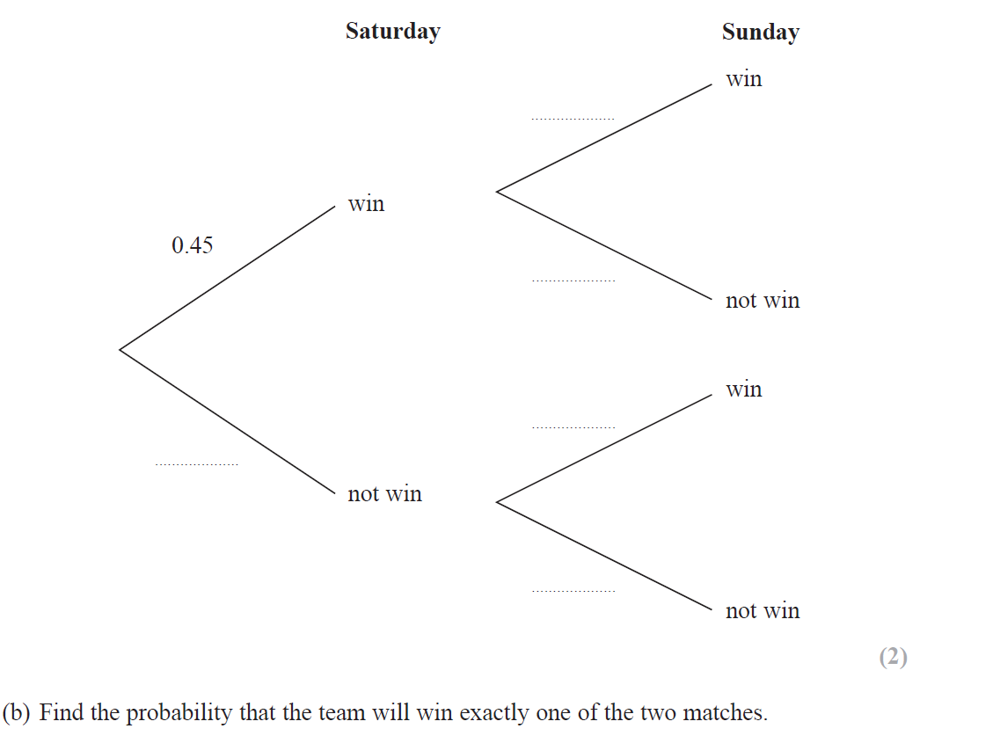 Saturday Sunday
win
....................
win
0.45
....................
not win
win
....................
....................
not win
....................
not win
(2)
(b) Find the probability that the team will win exactly one of the two matches.